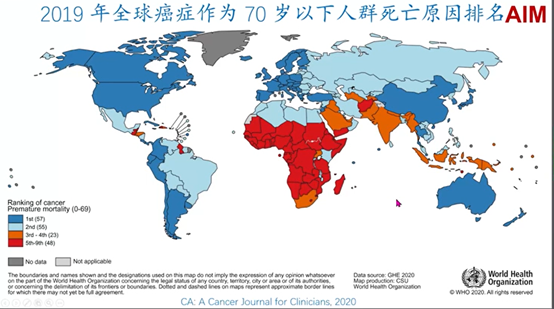 2019 年全球癌症作为 70 岁以下人群死亡原因排名AIM
Ranking of cancer
Premature mortality (0-69)
1st (57)
2nd (55)
3rd - 4th (23)
5th-9th (48)
No data
Not applicable
The boundaries and names shown and the designations used on this map do not imply the expression of any opinion whatsoever
on the part of the World Health Organization concerning the legal status of any country, territory, city or area or of its authorities,
or concerning the delimitation of its frontiers or boundaries. Dotted and dashed lines on maps represent approximate border lines
for which there may not yet be full agreement.
Data source: GHE 2020
Map production: CSU
World Health Organization
World Health
Organization
© WHO 2020. All rights reserved.
CA: A Cancer Journal for Clinicians, 2020